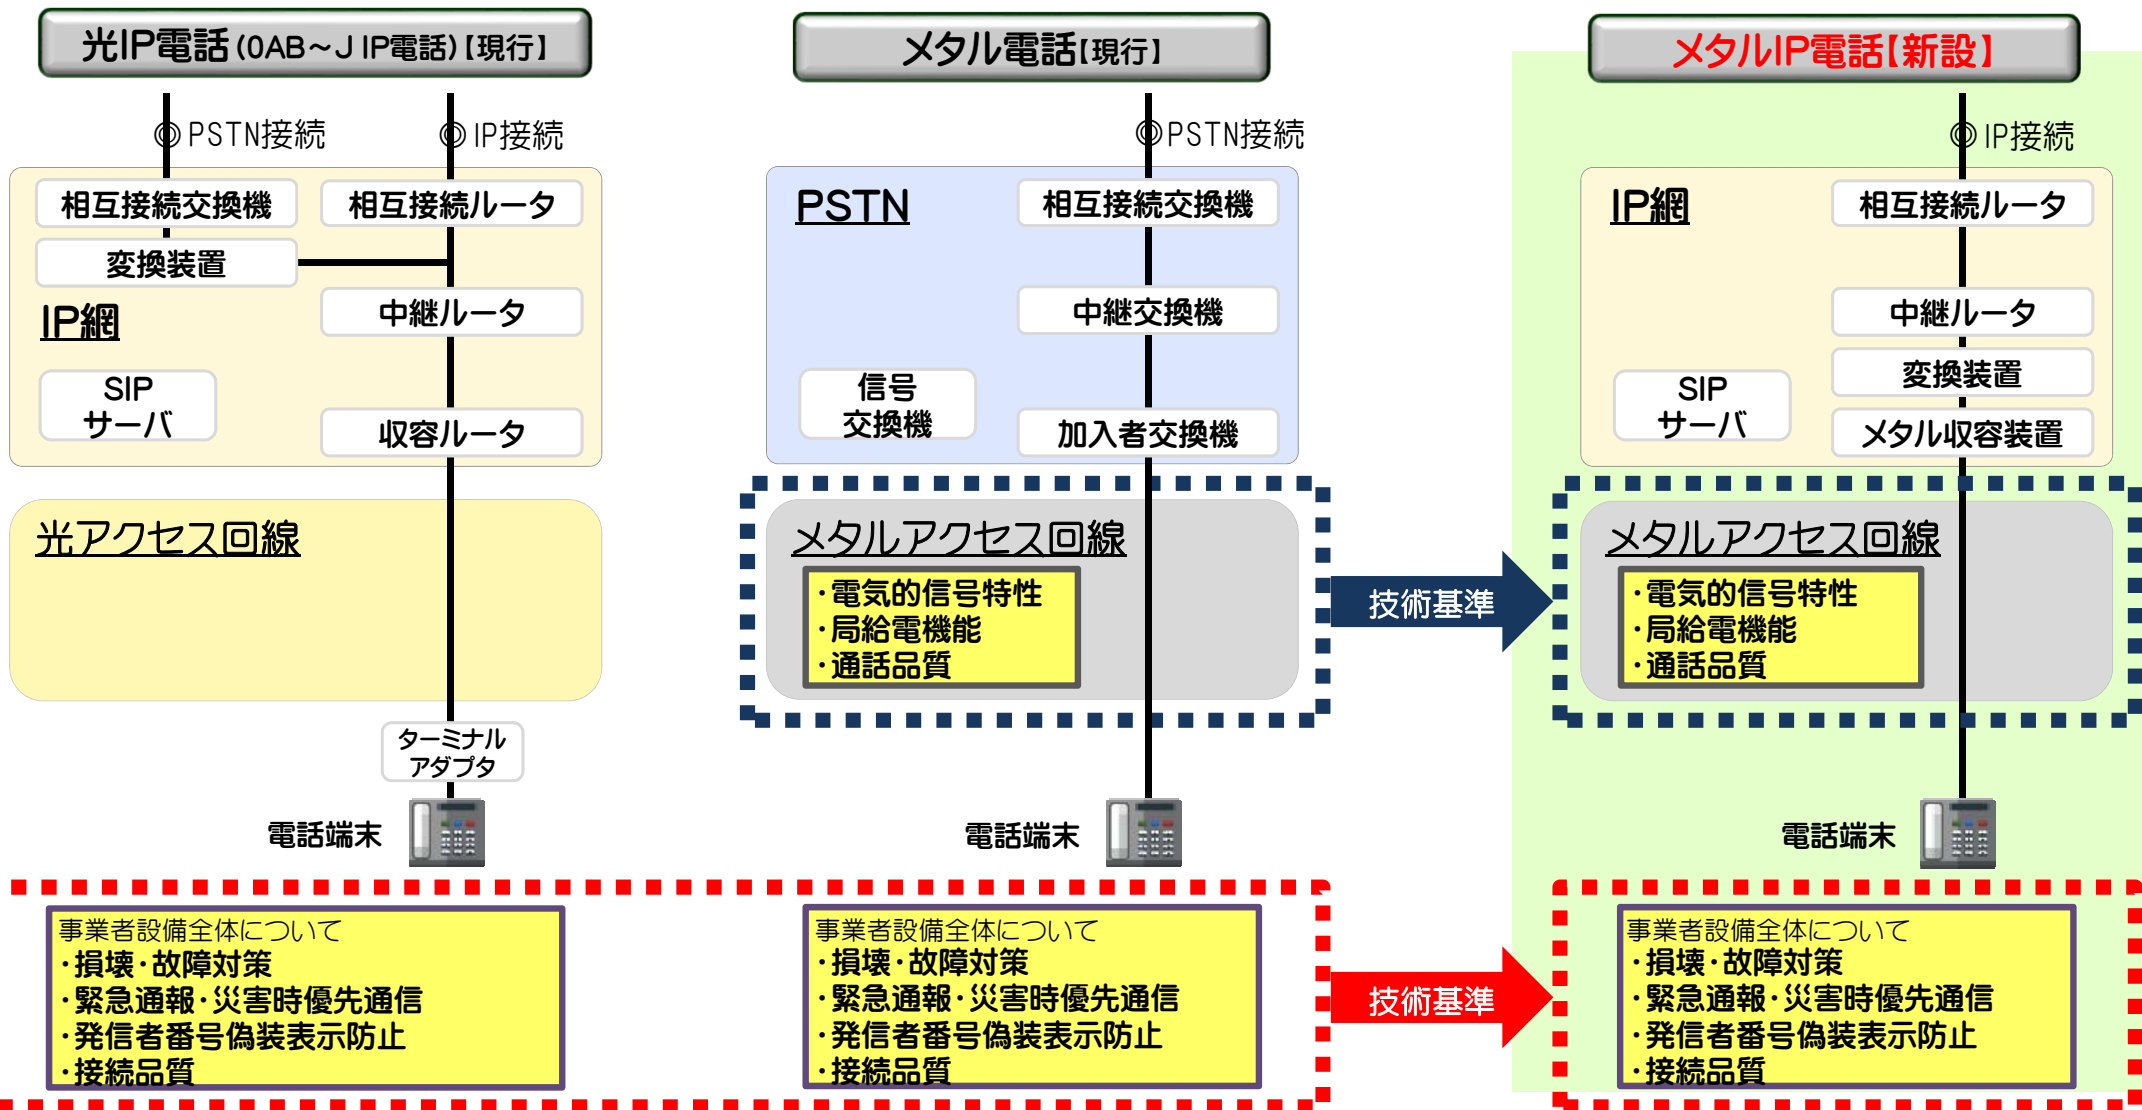 光IP電話(0AB～J IP電話)【現行】
◎PSTN接続
◎IP接続
相互接続交換機
相互接続ルータ
変換装置
中継ルータ
IP網
SIP
サーバ
収容ルータ
光アクセス回線
ターミナル
アダプタ
電話端末
事業者設備全体について
・損壊・故障対策
・緊急通報・災害時優先通信
・発信者番号偽装表示防止
・接続品質
メタル電話【現行】
◎PSTN接続
PSTN
相互接続交換機
中継交換機
信号
交換機
加入者交換機
メタルアクセス回線
・電気的信号特性
・局給電機能
・通話品質
電話端末
事業者設備全体について
・損壊・故障対策
・緊急通報・災害時優先通信
・発信者番号偽装表示防止
・接続品質
技術基準
技術基準
メタルIP電話【新設】
◎IP接続
IP網
相互接続ルータ
中継ルータ
変換装置
SIP
サーバ
メタル収容装置
メタルアクセス回線
・電気的信号特性
・局給電機能
・通話品質
電話端末
事業者設備全体について
・損壊・故障対策
・緊急通報・災害時優先通信
・発信者番号偽装表示防止
・接続品質